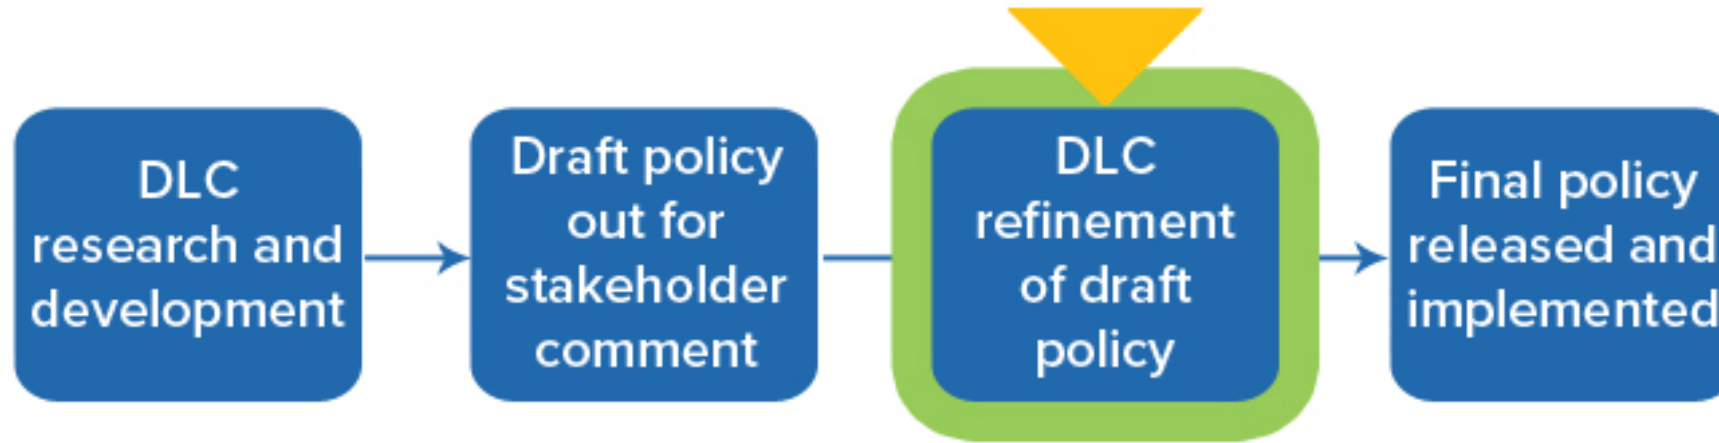 DLC
research and
development
Draft policy
out for
stakeholder
comment
DLC
refinement
of draft
policy
Final policy
released and
implemented